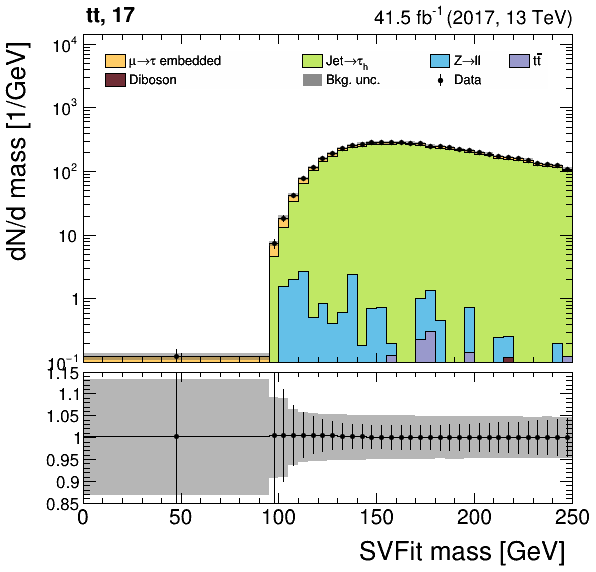 tt, 17
41.5 fb⁻¹ (2017, 13 TeV)
dN/d mass [1/GeV]
10⁴
10³
10²
10
1
10⁻¹
μ→τ embedded
Jet→τₕ
Z→ll
tt̄
Diboson
Bkg. unc.
Data
1.15
1.1
1.05
1
0.95
0.9
0.85
0 50 100 150 200 250
SVFit mass [GeV]